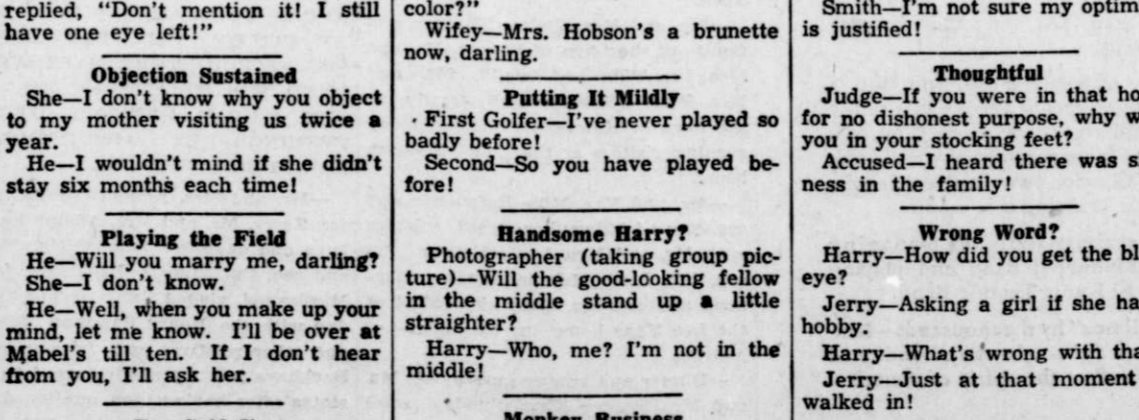 replied, "Don't mention it! I still
have one eye left!"
Objection Sustained
She—I don't know why you object
to my mother visiting us twice a
year.
He—I wouldn't mind if she didn't
stay six months each time!
Playing the Field
He—Will you marry me, darling?
She—I don't know.
He—Well, when you make up your
mind, let me know. I'll be over at
Mabel's till ten. If I don't hear
from you, I'll ask her.
color?"
Wifey—Mrs. Hobson's a brunette
now, darling.
Putting It Mildly
First Golfer—I've never played so
badly before!
Second—So you have played be-
fore!
Handsome Harry?
Photographer (taking group pic-
ture)—Will the good-looking fellow
in the middle stand up a little
straighter?
Harry—Who, me? I'm not in the
middle!
Monkey Business
Smith—I'm not sure my optim
is justified!
Thoughtful
Judge—If you were in that ho
for no dishonest purpose, why w
you in your stocking feet?
Accused—I heard there was s
ness in the family!
Wrong Word?
Harry—How did you get the bl
eye?
Jerry—Asking a girl if she ha
hobby.
Harry—What's wrong with tha
Jerry—Just at that moment
walked in!